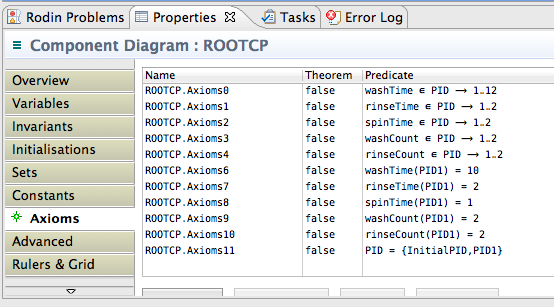 Rodin Problems Properties Tasks Error Log
Component Diagram : ROOTCP
Overview
Variables
Invariants
Initialisations
Sets
Constants
Axioms
Advanced
Rulers & Grid
Name Theorem Predicate
ROOTCP.Axioms0 false washTime ∈ PID → 1‥12
ROOTCP.Axioms1 false rinseTime ∈ PID → 1‥2
ROOTCP.Axioms2 false spinTime ∈ PID → 1‥2
ROOTCP.Axioms3 false washCount ∈ PID → 1‥2
ROOTCP.Axioms4 false rinseCount ∈ PID → 1‥2
ROOTCP.Axioms6 false washTime(PID1) = 10
ROOTCP.Axioms7 false rinseTime(PID1) = 2
ROOTCP.Axioms8 false spinTime(PID1) = 1
ROOTCP.Axioms9 false washCount(PID1) = 2
ROOTCP.Axioms10 false rinseCount(PID1) = 2
ROOTCP.Axioms11 false PID = {InitialPID,PID1}